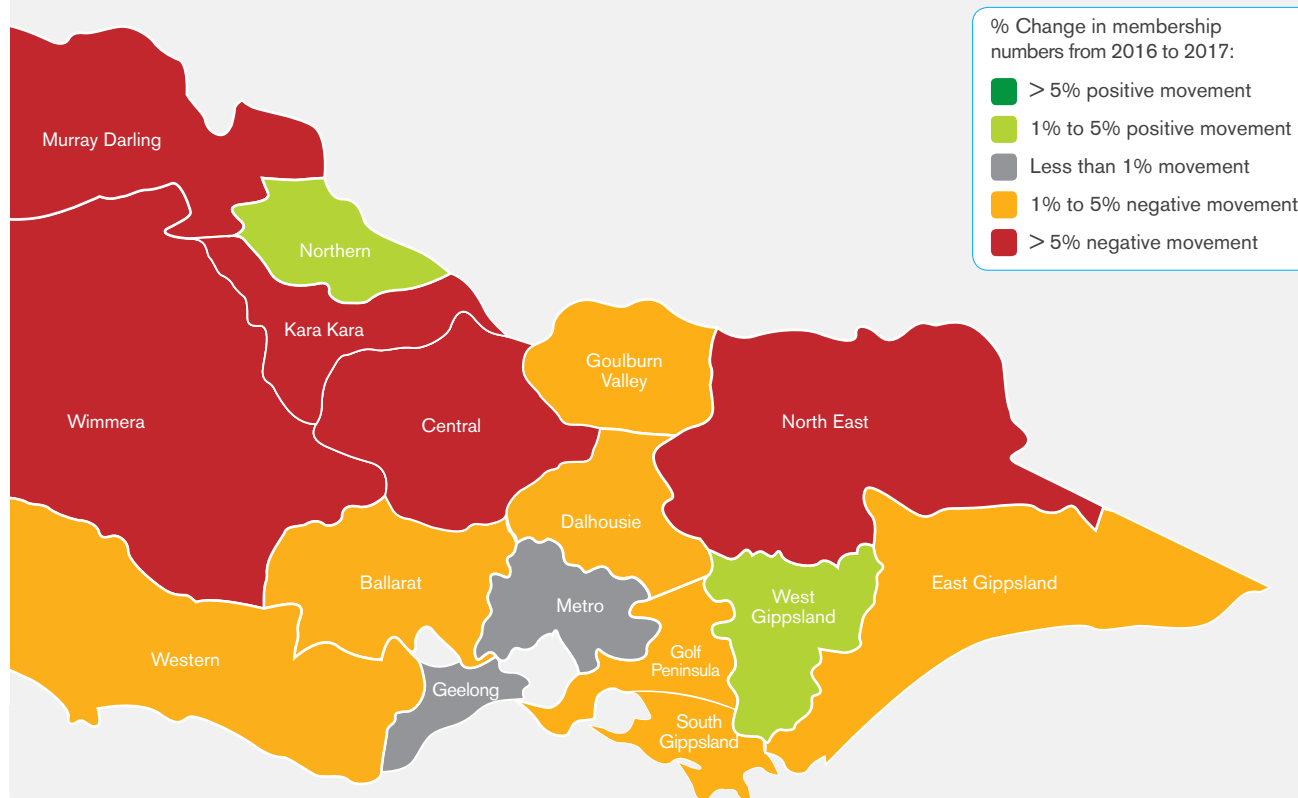 % Change in membership
numbers from 2016 to 2017:
> 5% positive movement
1% to 5% positive movement
Less than 1% movement
1% to 5% negative movement
> 5% negative movement
Murray Darling
Northern
Kara Kara
Goulburn
Valley
Wimmera
Central
North East
Dalhousie
Ballarat
Metro
West
Gippsland
East Gippsland
Western
Golf
Peninsula
Geelong
South
Gippsland